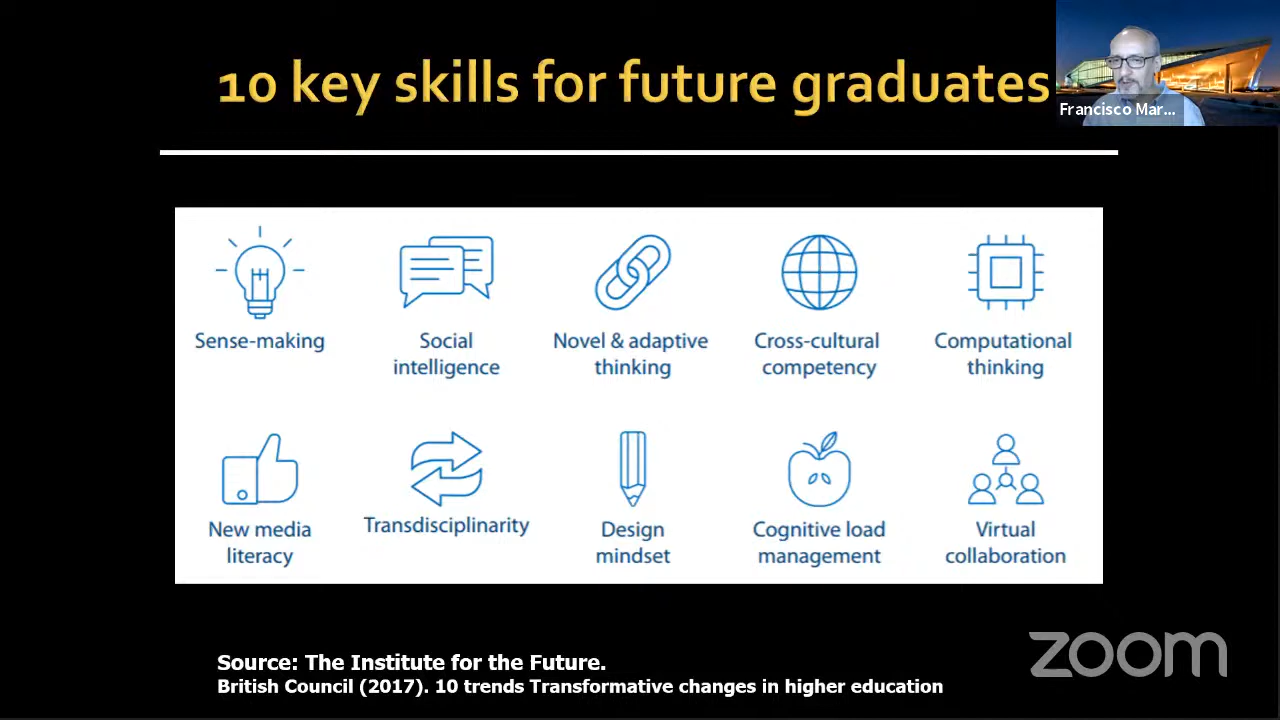 10 key skills for future graduates
Francisco Mar...
Sense-making
Social
intelligence
Novel & adaptive
thinking
Cross-cultural
competency
Computational
thinking
New media
literacy
Transdisciplinarity
Design
mindset
Cognitive load
management
Virtual
collaboration
Source: The Institute for the Future.
British Council (2017). 10 trends Transformative changes in higher education
zoom